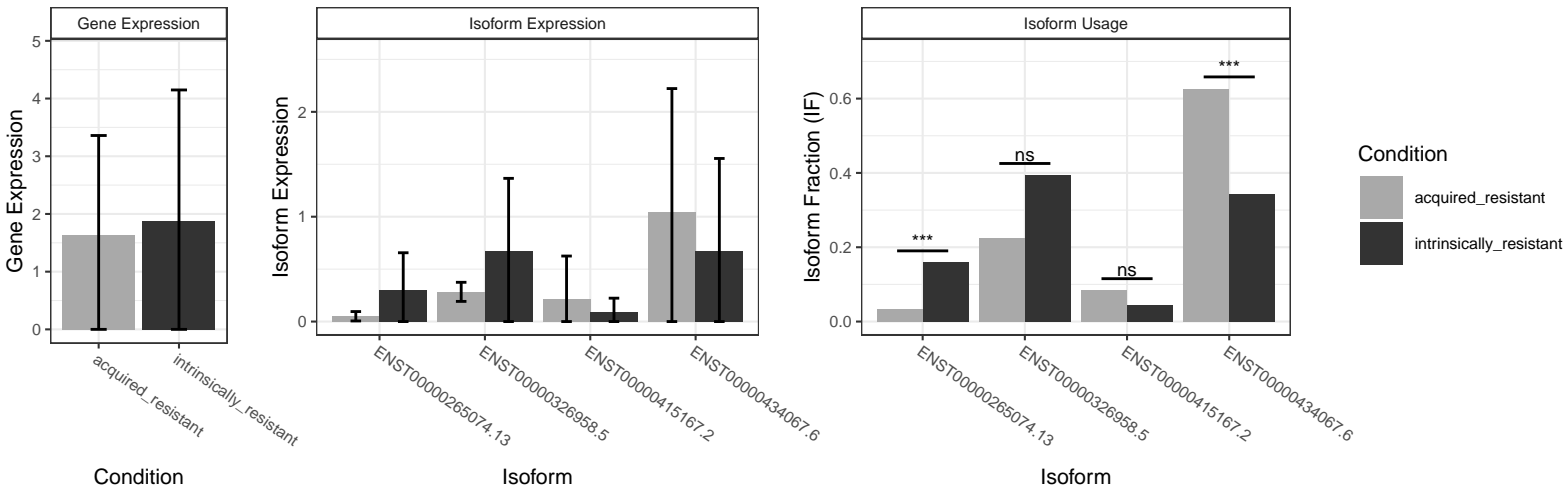 Gene Expression
Gene Expression
5
4
3
2
1
0
acquired_resistant
intrinsically_resistant
Condition
Isoform Expression
Isoform Expression
2
1
0
ENST00000265074.13
ENST00000326958.5
ENST00000415167.2
ENST00000434067.6
Isoform
Isoform Usage
Isoform Fraction (IF)
0.6
0.4
0.2
0.0
***
ns
ns
***
ENST00000265074.13
ENST00000326958.5
ENST00000415167.2
ENST00000434067.6
Isoform
Condition
acquired_resistant
intrinsically_resistant